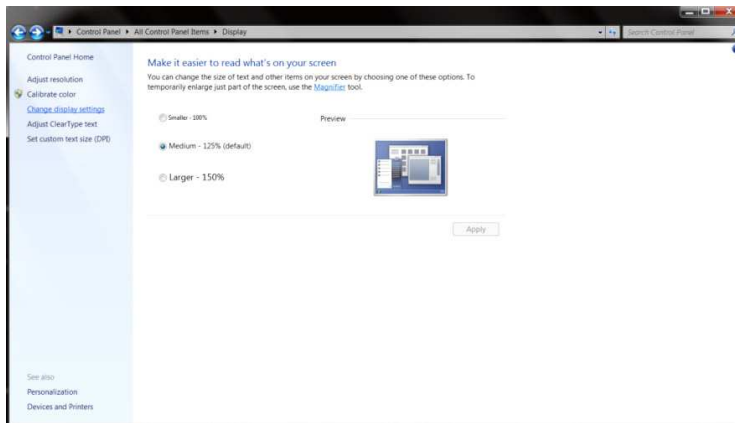 Control Panel ▸ All Control Panel Items ▸ Display
Search Control Panel
Control Panel Home
Adjust resolution
Calibrate color
Change display settings
Adjust ClearType text
Set custom text size (DPI)
See also
Personalization
Devices and Printers
Make it easier to read what's on your screen
You can change the size of text and other items on your screen by choosing one of these options. To
temporarily enlarge just part of the screen, use the Magnifier tool.
Smaller - 100%
Preview
Medium - 125% (default)
Larger - 150%
Apply